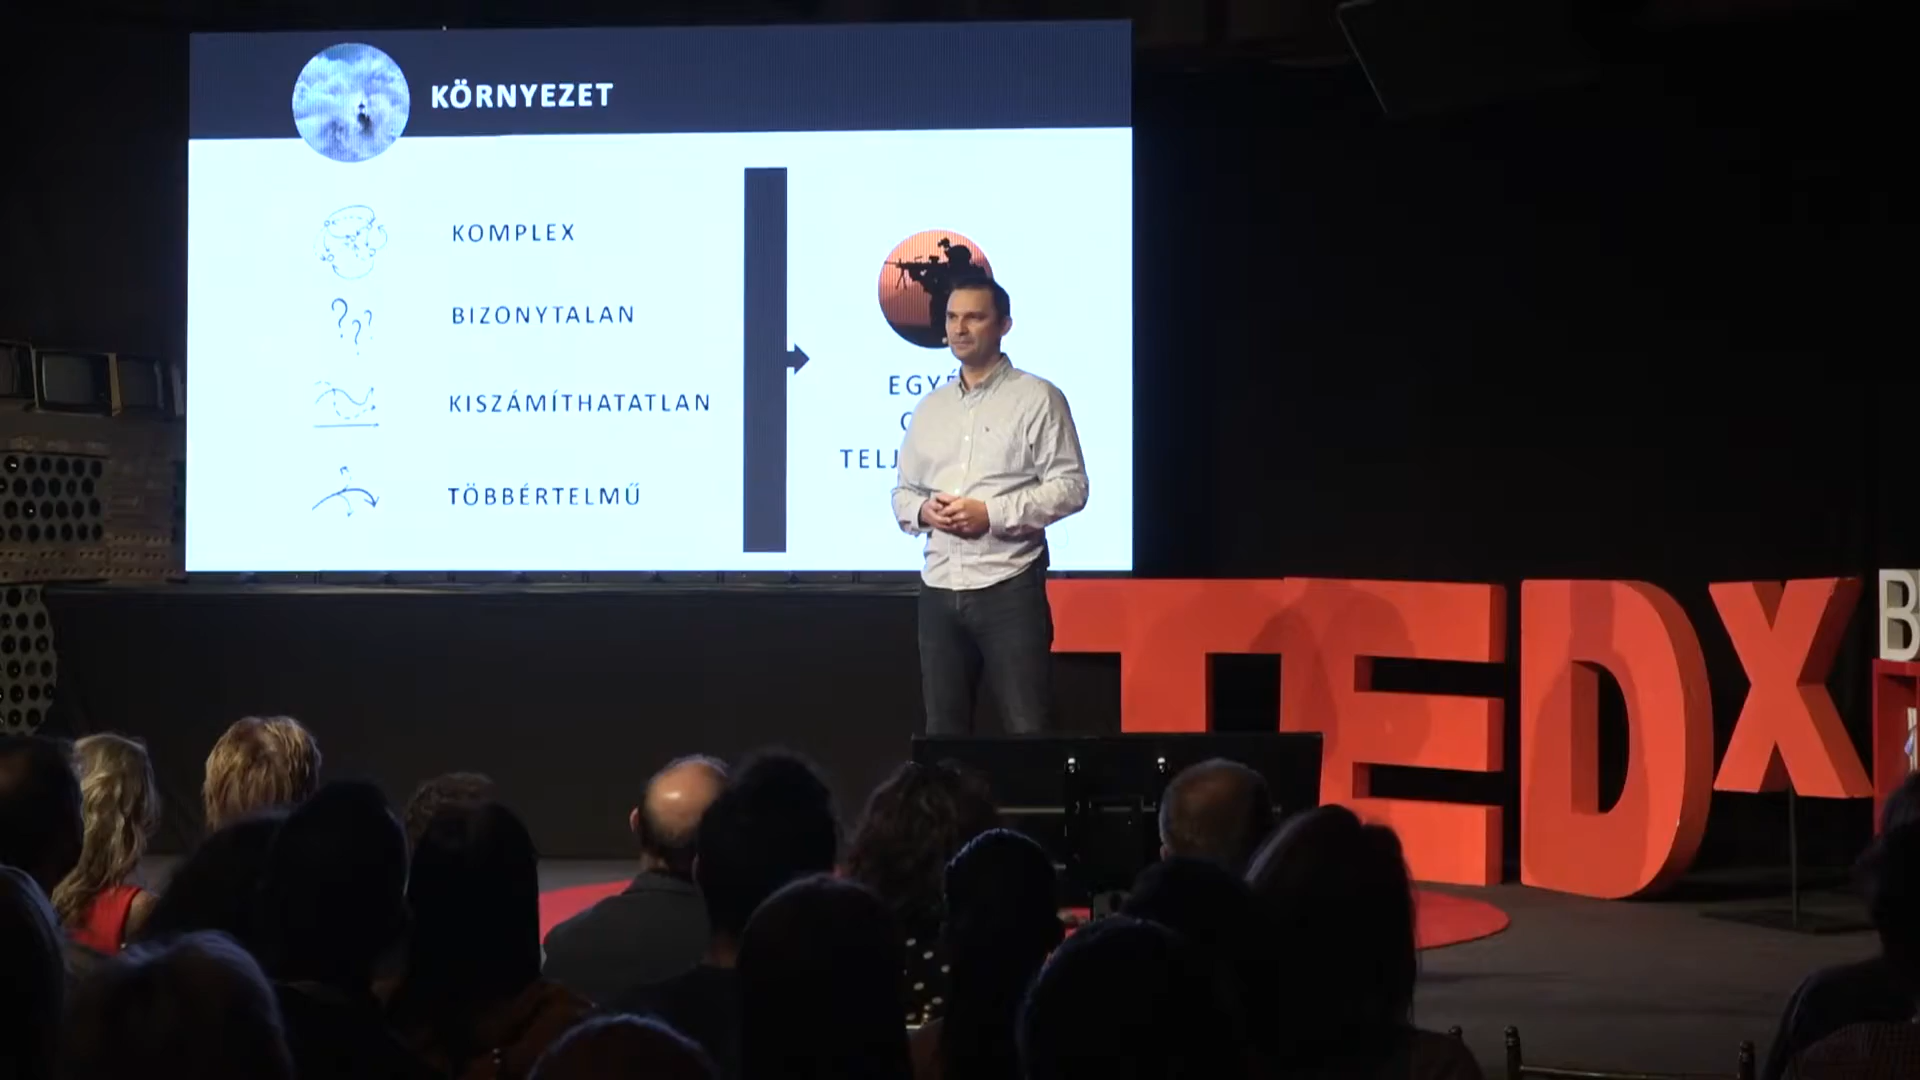 KÖRNYEZET
KOMPLEX
BIZONYTALAN
KISZÁMÍTHATATLAN
TÖBBÉRTELMŰ
TEDX